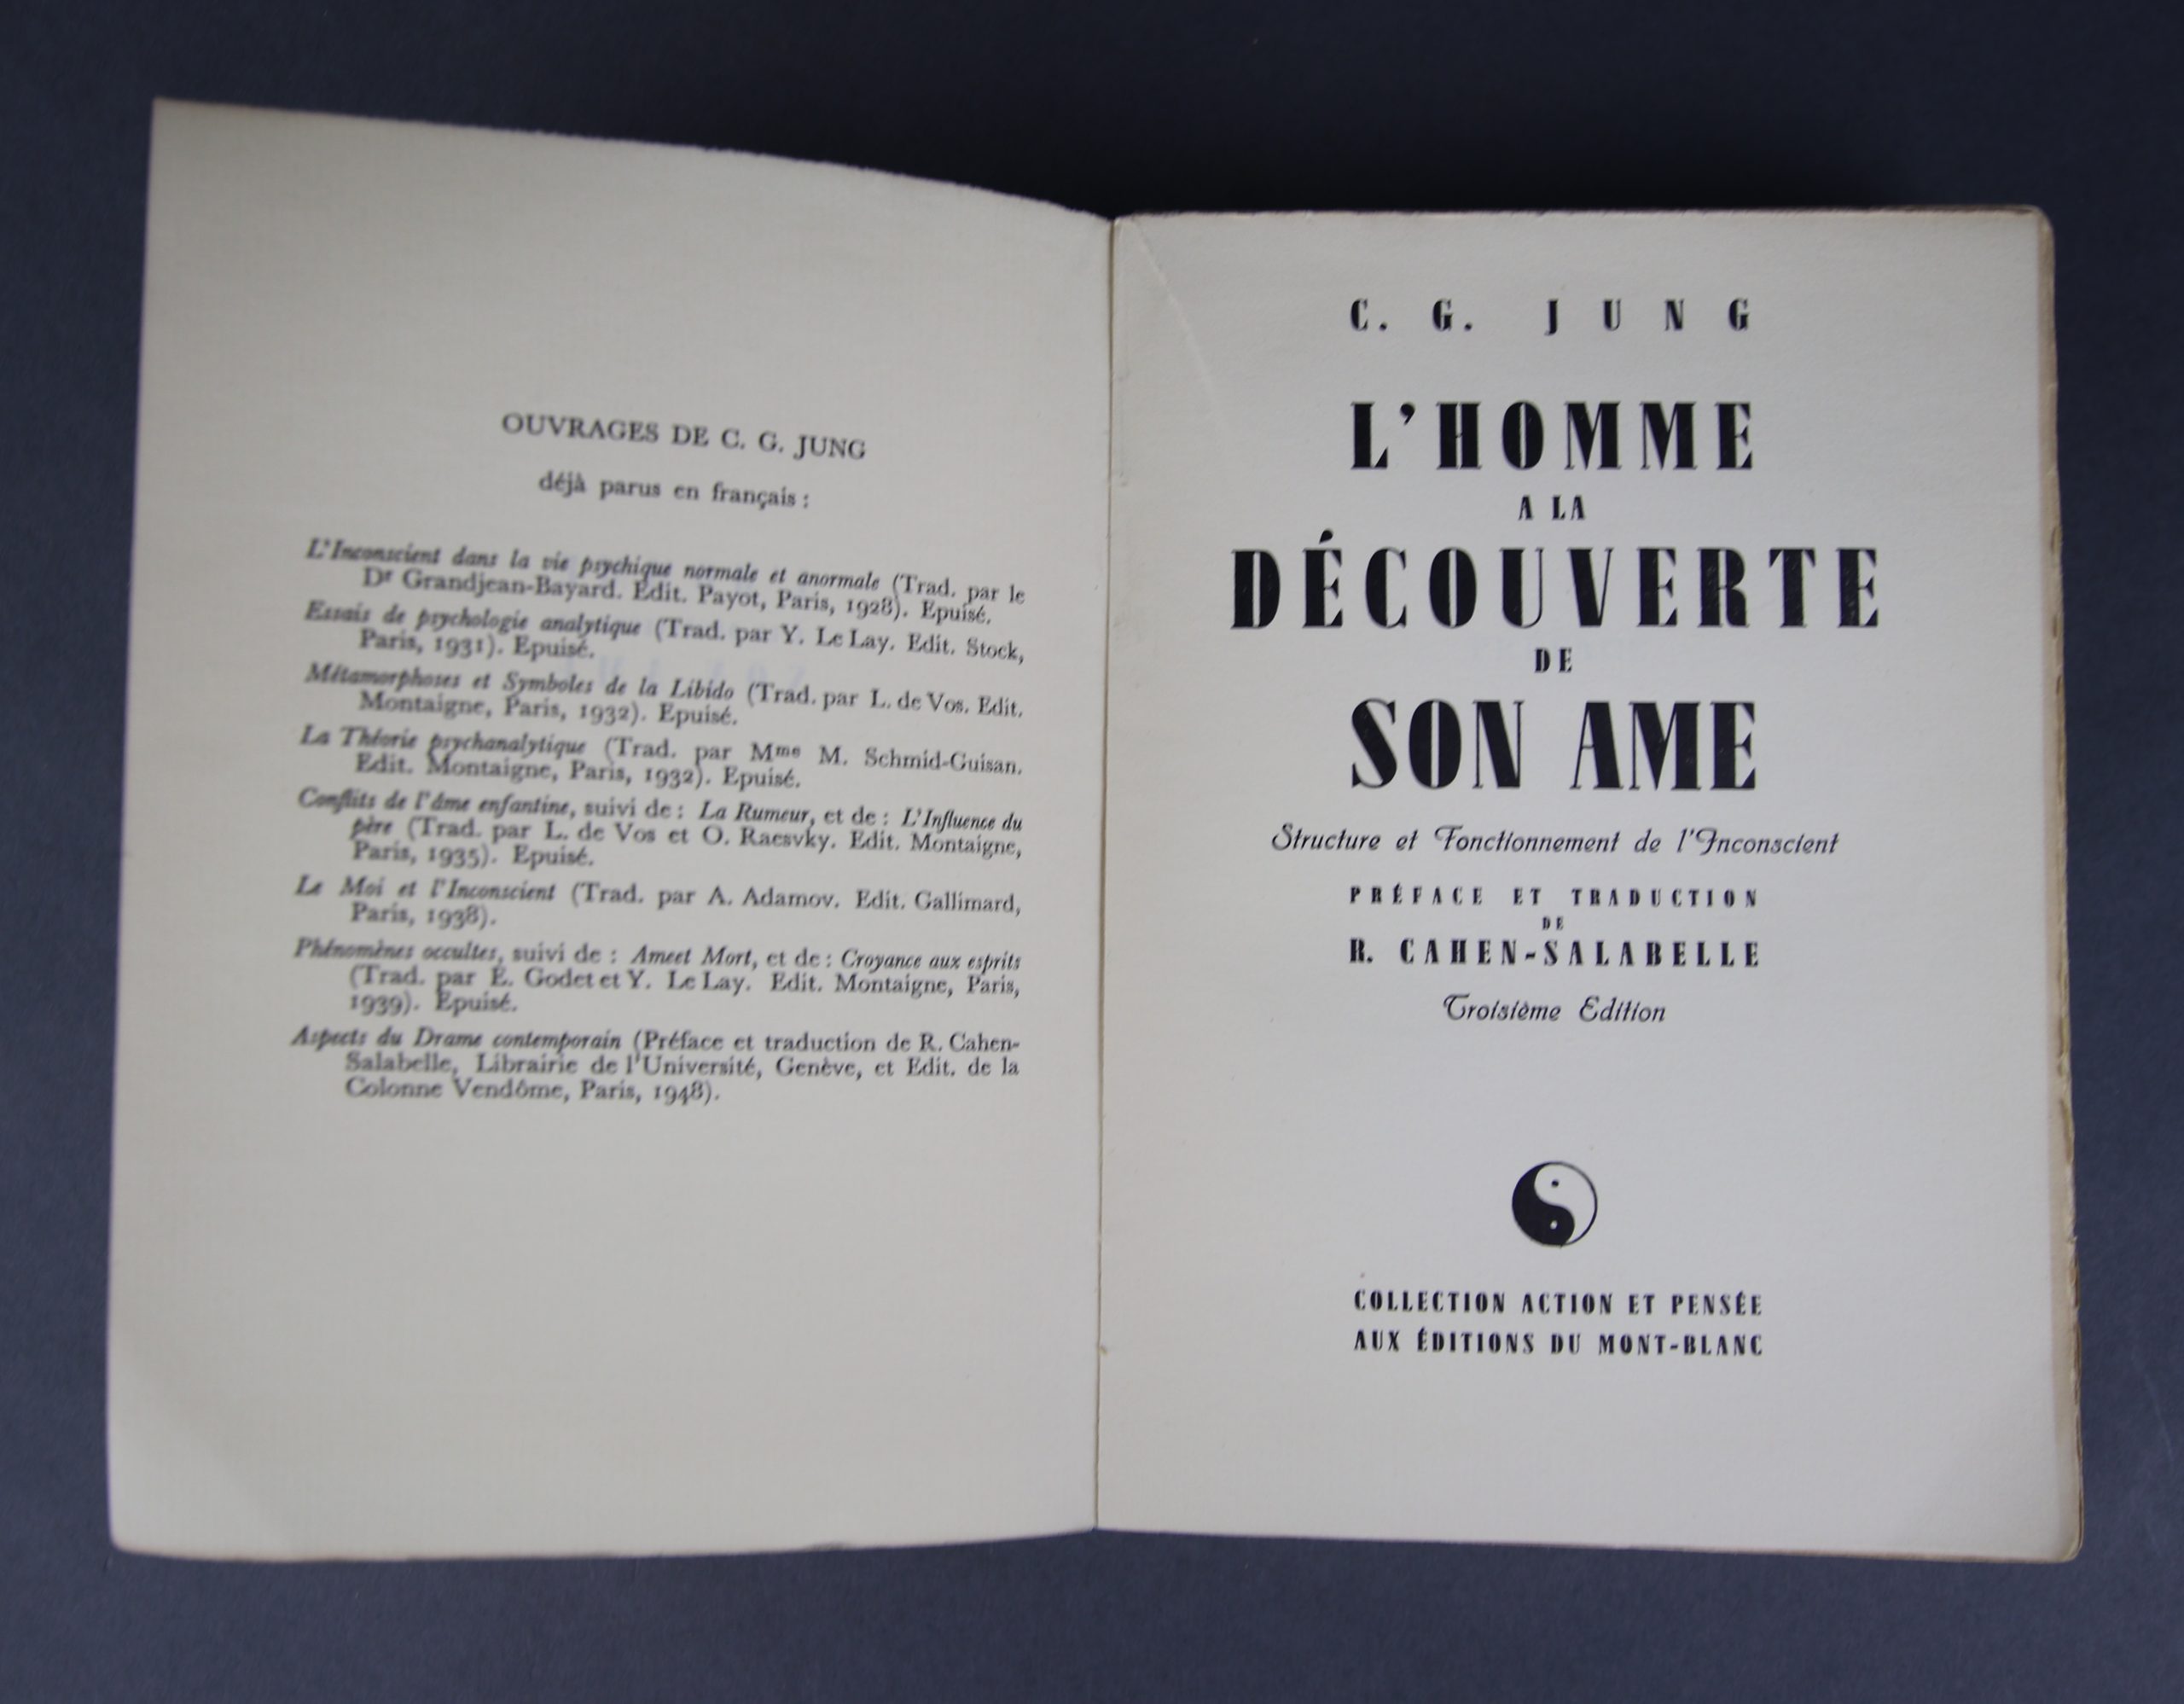 OUVRAGES DE C. G. JUNG
déjà parus en français :
L'Inconscient dans la vie psychique normale et anormale (Trad. par le
Dr Grandjean-Bayard. Edit. Payot, Paris, 1928). Epuisé.
Essais de psychologie analytique (Trad. par Y. Le Lay. Edit. Stock,
Paris, 1931). Epuisé.
Métamorphoses et Symboles de la Libido (Trad. par L. de Vos. Edit.
Montaigne, Paris, 1932). Epuisé.
La Théorie psychanalytique (Trad. par Mme M. Schmid-Guisan.
Edit. Montaigne, Paris, 1932). Epuisé.
Conflits de l'âme enfantine, suivi de : La Rumeur, et de : L'Influence du
père (Trad. par L. de Vos et O. Raesvky. Edit. Montaigne,
Paris, 1935). Epuisé.
Le Moi et l'Inconscient (Trad. par A. Adamov. Edit. Gallimard,
Paris, 1938).
Phénomènes occultes, suivi de : Ameet Mort, et de : Croyance aux esprits
(Trad. par E. Godet et Y. Le Lay. Edit. Montaigne, Paris,
1939). Epuisé.
Aspects du Drame contemporain (Préface et traduction de R. Cahen-
Salabelle, Librairie de l'Université, Genève, et Edit. de la
Colonne Vendôme, Paris, 1948).
C. G. JUNG
L'HOMME
A LA
DÉCOUVERTE
DE
SON AME
Structure et Fonctionnement de l'Inconscient
PRÉFACE ET TRADUCTION
DE
R. CAHEN-SALABELLE
Troisième Edition
COLLECTION ACTION ET PENSÉE
AUX ÉDITIONS DU MONT-BLANC